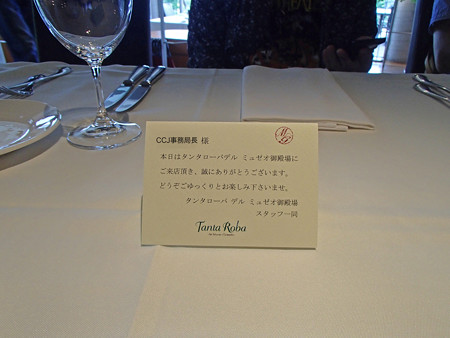 CCJ事務局長 様
本日はタンタローバデル ミュゼオ御殿場に
ご来店頂き、誠にありがとうございます。
どうぞごゆっくりとお楽しみ下さいませ。
タンタローバ デル ミュゼオ御殿場
スタッフ一同
Tanta Roba